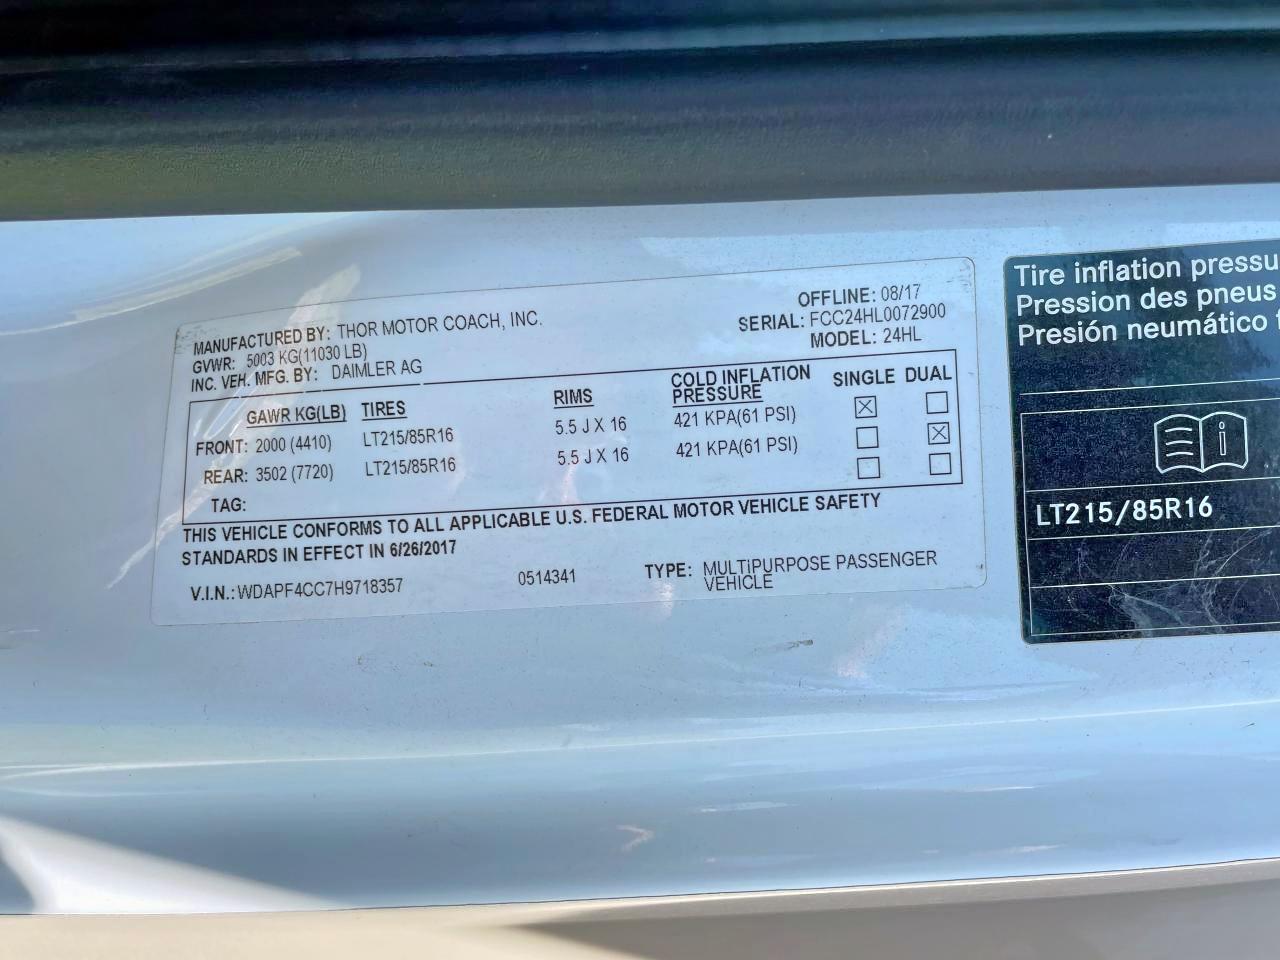 MANUFACTURED BY: THOR MOTOR COACH, INC.
OFFLINE: 08/17
GVWR: 5003 KG(11030 LB)
SERIAL: FCC24HL0072900
INC. VEH. MFG. BY: DAIMLER AG
MODEL: 24HL
GAWR KG(LB) TIRES RIMS COLD INFLATION PRESSURE SINGLE DUAL
FRONT: 2000 (4410) LT215/85R16 5.5 J X 16 421 KPA(61 PSI) ☒ ☐
REAR: 3502 (7720) LT215/85R16 5.5 J X 16 421 KPA(61 PSI) ☐ ☒
TAG: ☐ ☐
THIS VEHICLE CONFORMS TO ALL APPLICABLE U.S. FEDERAL MOTOR VEHICLE SAFETY
STANDARDS IN EFFECT IN 6/26/2017
V.I.N.: WDAPF4CC7H9718357 0514341 TYPE: MULTIPURPOSE PASSENGER
VEHICLE
Tire inflation pressu
Pression des pneus
Presión neumático f
i
LT215/85R16